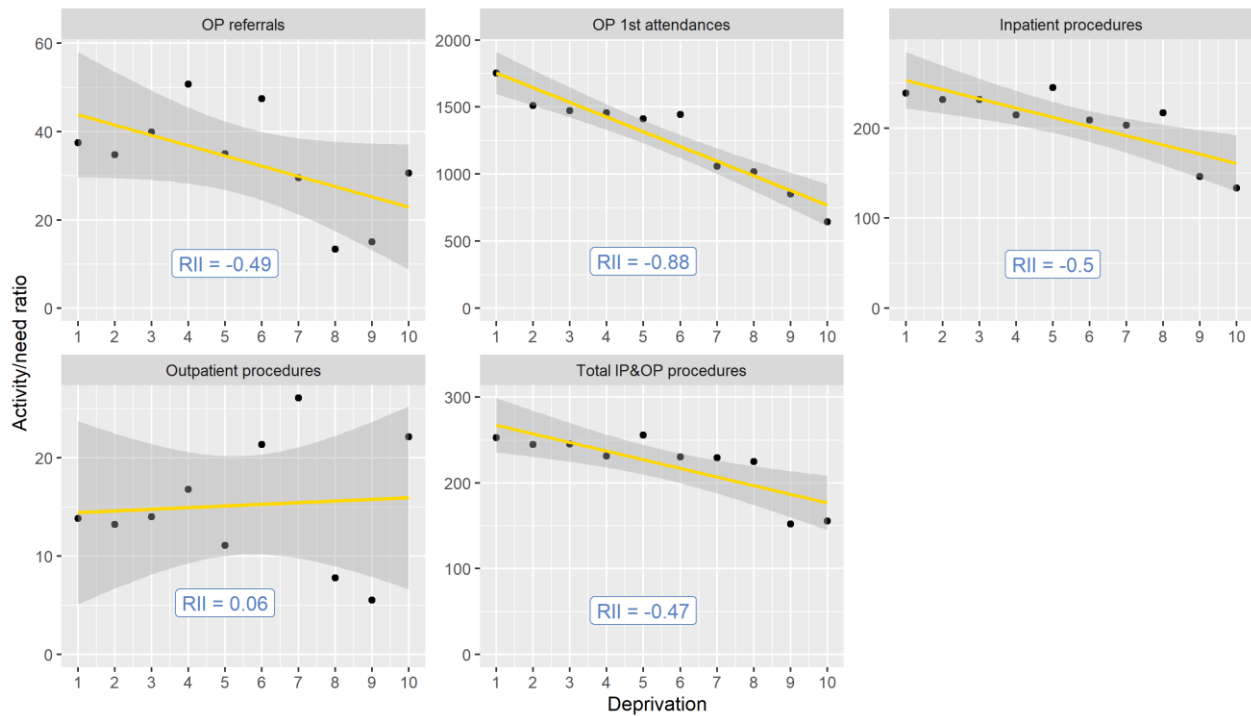 OP referrals
OP 1st attendances
Inpatient procedures
60
40
20
0
RII = -0.49
1 2 3 4 5 6 7 8 9 10
2000
1500
1000
500
0
RII = -0.88
1 2 3 4 5 6 7 8 9 10
200
100
0
RII = -0.5
1 2 3 4 5 6 7 8 9 10
Activity/need ratio
Outpatient procedures
Total IP&OP procedures
20
10
0
RII = 0.06
1 2 3 4 5 6 7 8 9 10
300
200
100
0
RII = -0.47
1 2 3 4 5 6 7 8 9 10
Deprivation